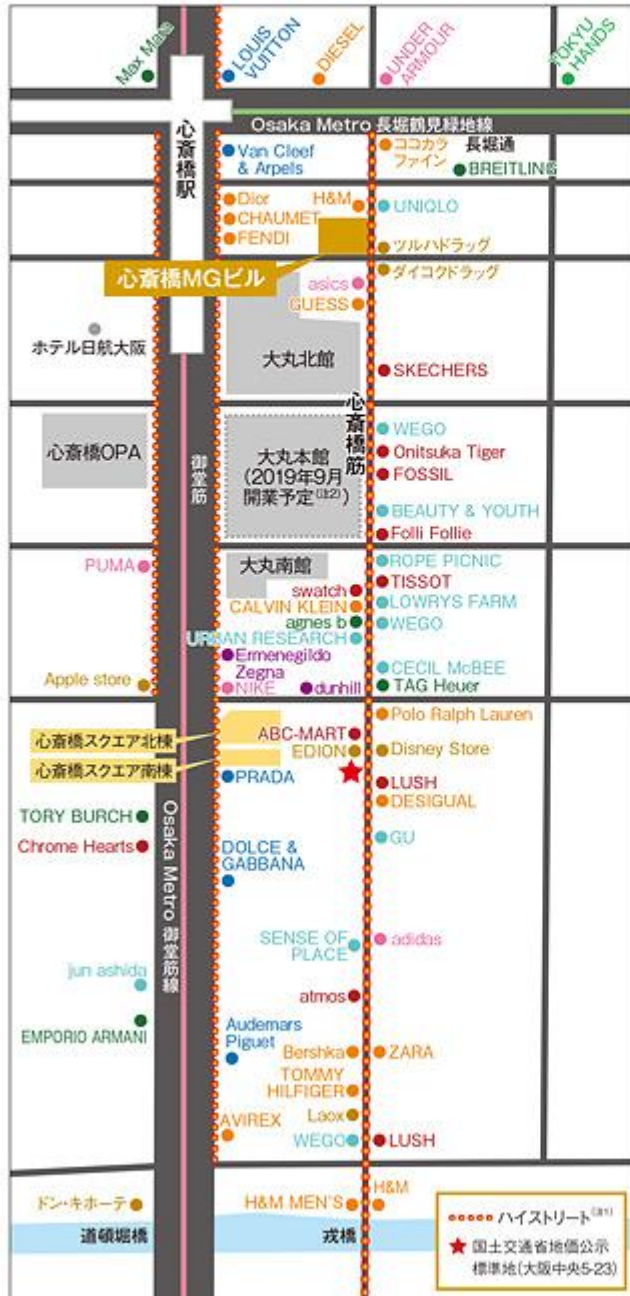 Max Mara
LOUIS
VUITTON
DIESEL
UNDER
ARMOUR
TOKYU
HANDS
Osaka Metro 長堀鶴見緑地線
心斎橋駅
Van Cleef
& Arpels
ココカラ
ファイン
長堀通
BREITLING
Dior
H&M
CHAUMET
FENDI
UNIQLO
ツルハドラッグ
心斎橋MGビル
ダイコクドラッグ
asics
GUESS
ホテル日航大阪
大丸北館
SKECHERS
心斎橋筋
心斎橋OPA
御堂筋
大丸本館
(2019年9月
開業予定(注2))
WEGO
Onitsuka Tiger
FOSSIL
BEAUTY & YOUTH
Folli Follie
PUMA
大丸南館
ROPE PICNIC
swatch
TISSOT
CALVIN KLEIN
LOWRYS FARM
agnes b
WEGO
URBAN RESEARCH
Ermenegildo
Zegna
CECIL McBEE
Apple store
NIKE
dunhill
TAG Heuer
Polo Ralph Lauren
心斎橋スクエア北棟
ABC-MART
EDION
Disney Store
心斎橋スクエア南棟
PRADA
LUSH
DESIGUAL
TORY BURCH
Chrome Hearts
Osaka Metro 御堂筋線
DOLCE &
GABBANA
GU
SENSE OF
PLACE
adidas
jun ashida
atmos
EMPORIO ARMANI
Audemars
Piguet
Bershka
ZARA
TOMMY
HILFIGER
Laox
AVIREX
WEGO
LUSH
ドン・キホーテ
H&M MEN'S
H&M
道頓堀橋
戎橋
ハイストリート(注1)
国土交通省地価公示
標準地(大阪中央5-23)